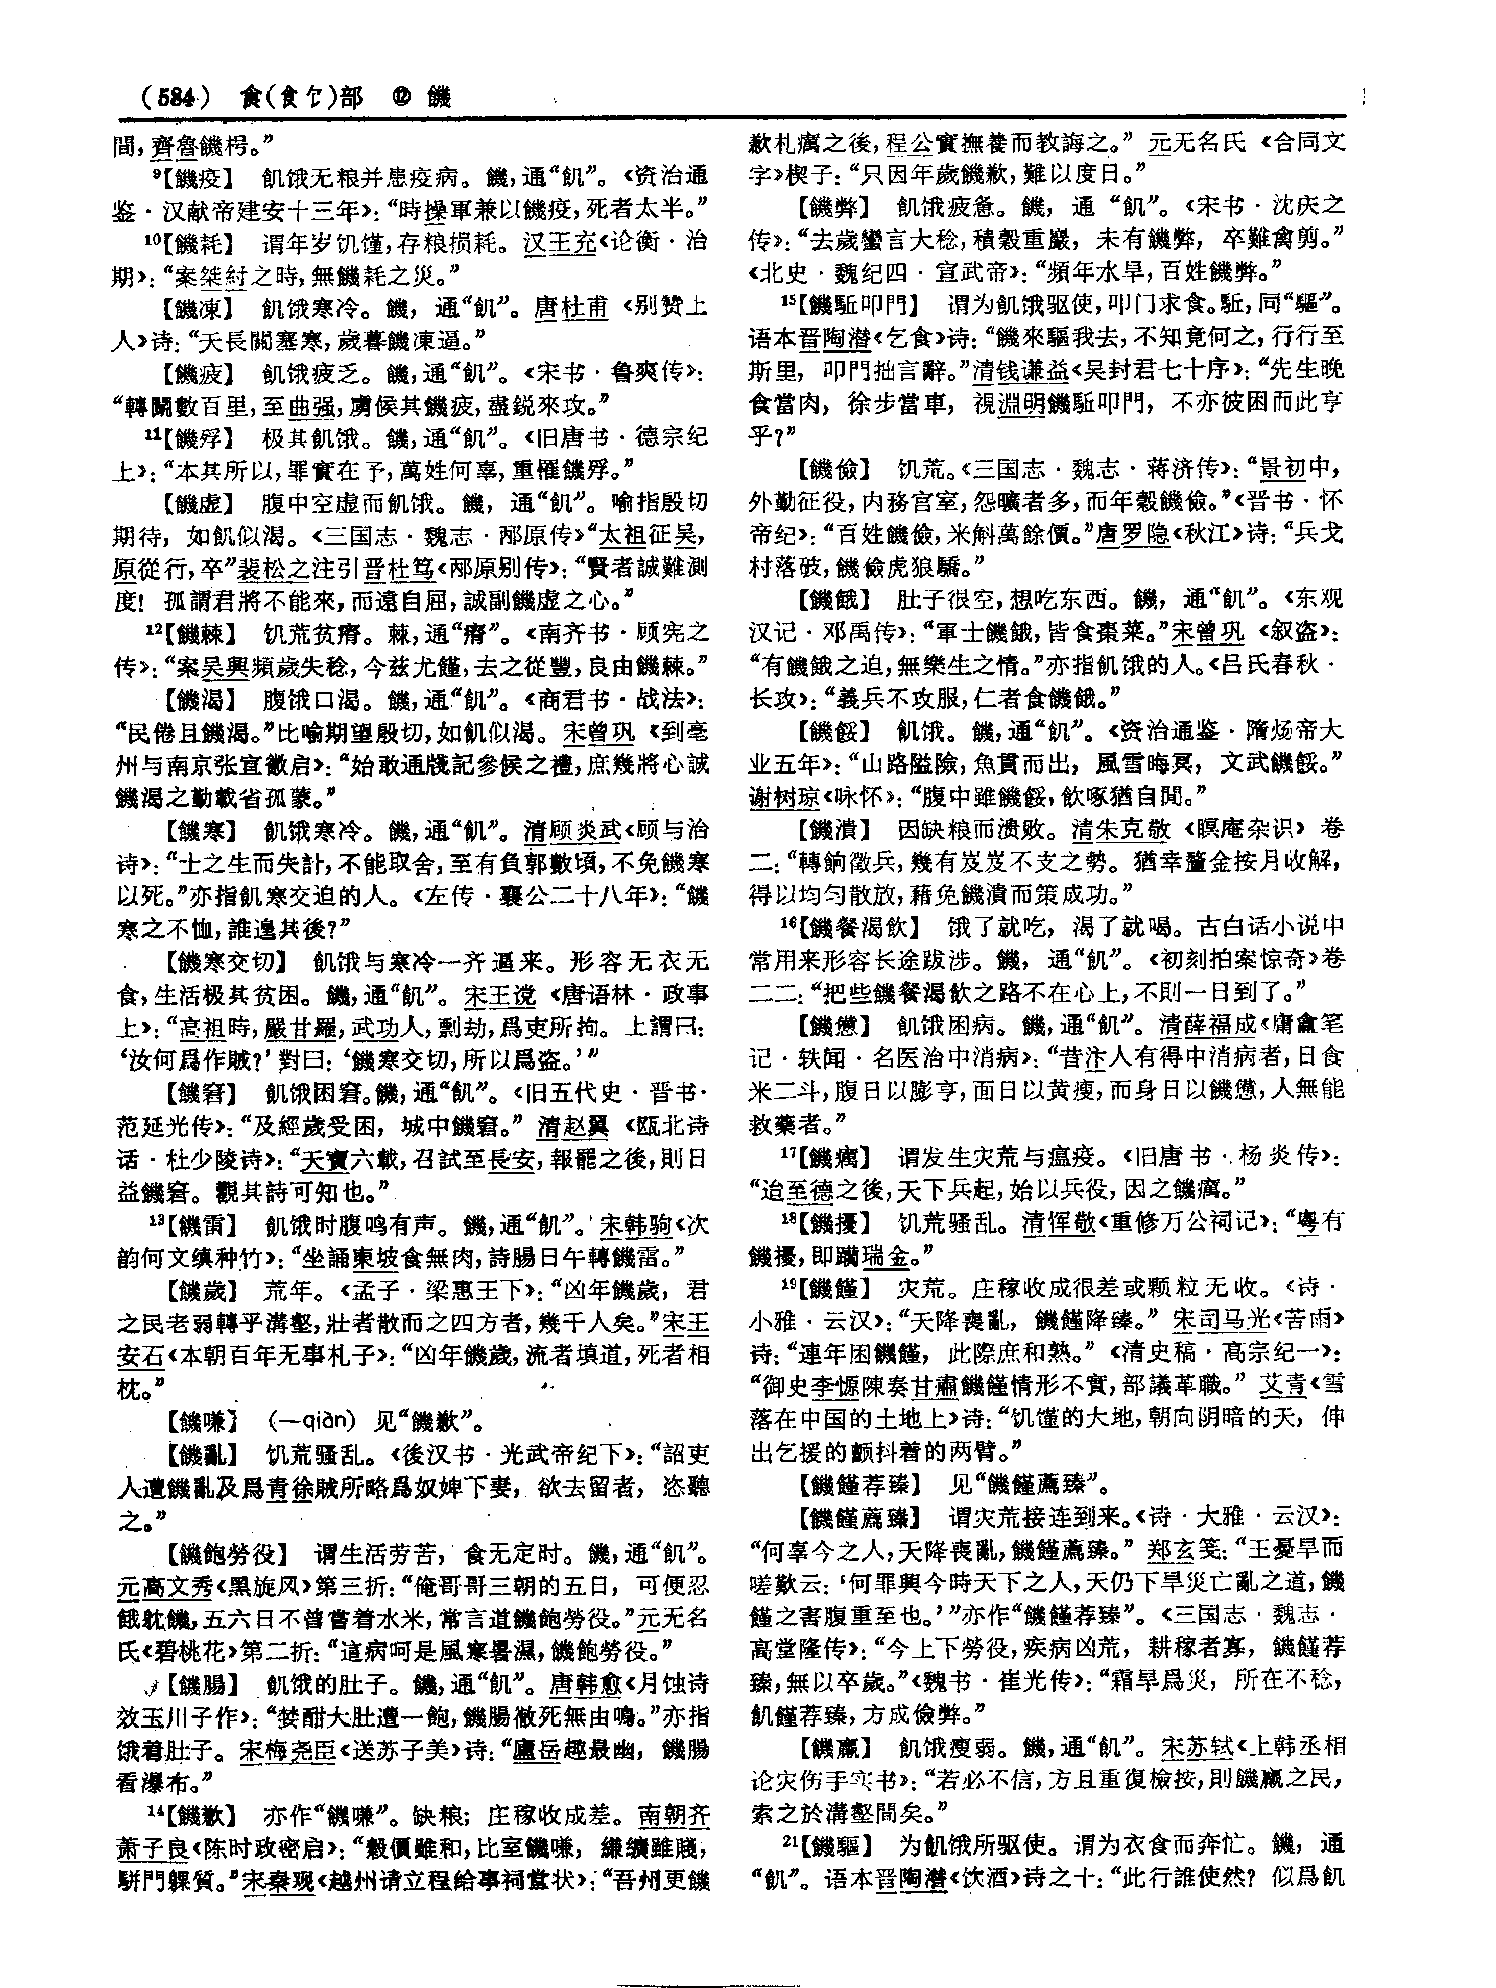 (584) 食(飠饣)部 ⑫ 饑
間，齊魯饑枵。”
⁹【饑疫】 飢饿无粮并患疫病。饑，通“飢”。《资治通
鉴·汉献帝建安十三年》：“時操軍兼以饑疫，死者太半。”
¹⁰【饑耗】 谓年岁饥馑，存粮损耗。汉王充《论衡·治
期》：“案桀紂之時，無饑耗之災。”
【饑凍】 飢饿寒冷。饑，通“飢”。唐杜甫《别赞上
人》诗：“天長關塞寒，歲暮饑凍逼。”
【饑疲】 飢饿疲乏。饑，通“飢”。《宋书·鲁爽传》：
“轉鬭數百里，至曲强，虜候其饑疲，盡鋭來攻。”
¹¹【饑殍】 极其飢饿。饑，通“飢”。《旧唐书·德宗纪
上》：“本其所以，罪實在予，萬姓何辜，重罹饑殍。”
【饑虚】 腹中空虚而飢饿。饑，通“飢”。喻指殷切
期待，如飢似渴。《三国志·魏志·邴原传》“太祖征吴，
原從行，卒”裴松之注引晋杜笃《邴原别传》：“賢者誠難測
度！孤謂君將不能來，而遠自屈，誠副饑虚之心。”
¹²【饑棘】 饥荒贫瘠。棘，通“瘠”。《南齐书·顾宪之
传》：“案吴興頻歲失稔，今兹尤饉，去之從豐，良由饑棘。”
【饑渴】 腹饿口渴。饑，通“飢”。《商君书·战法》：
“民倦且饑渴。”比喻期望殷切，如飢似渴。宋曾巩《到亳
州与南京张宣徽启》：“始敢通牋記參候之禮，庶幾將心誠
饑渴之勤載省孤蒙。”
【饑寒】 飢饿寒冷。饑，通“飢”。清顾炎武《顾与治
诗》：“士之生而失計，不能取舍，至有負郭數頃，不免饑寒
以死。”亦指飢寒交迫的人。《左传·襄公二十八年》：“饑
寒之不恤，誰遑其後？”
【饑寒交切】 飢饿与寒冷一齐逼来。形容无衣无
食，生活极其贫困。饑，通“飢”。宋王谠《唐语林·政事
上》：“高祖時，嚴甘羅，武功人，剽劫，爲吏所拘。上謂曰：
‘汝何爲作賊？’對曰：‘饑寒交切，所以爲盗。’”
【饑窘】 飢饿困窘。饑，通“飢”。《旧五代史·晋书·
范延光传》：“及經歲受困，城中饑窘。”清赵翼《瓯北诗
话·杜少陵诗》：“天寶六載，召試至長安，報罷之後，則日
益饑窘。觀其詩可知也。”
¹³【饑雷】 飢饿时腹鸣有声。饑，通“飢”。宋韩驹《次
韵何文缜种竹》：“坐誦東坡食無肉，詩腸日午轉饑雷。”
【饑歲】 荒年。《孟子·梁惠王下》：“凶年饑歲，君
之民老弱轉乎溝壑，壯者散而之四方者，幾千人矣。”宋王
安石《本朝百年无事札子》：“凶年饑歲，流者填道，死者相
枕。”
【饑嗛】 (—qiàn) 见“饑歉”。
【饑亂】 饥荒骚乱。《後汉书·光武帝纪下》：“詔吏
人遭饑亂及爲青徐賊所略爲奴婢下妻，欲去留者，恣聽
之。”
【饑飽勞役】 谓生活劳苦，食无定时。饑，通“飢”。
元高文秀《黑旋风》第三折：“俺哥哥三朝的五日，可便忍
餓躭饑，五六日不曾嘗着水米，常言道饑飽勞役。”元无名
氏《碧桃花》第二折：“這病呵是風寒暑濕，饑飽勞役。”
【饑腸】 飢饿的肚子。饑，通“飢”。唐韩愈《月蚀诗
效玉川子作》：“婪酣大肚遭一飽，饑腸徹死無由鳴。”亦指
饿着肚子。宋梅尧臣《送苏子美》诗：“廬岳趣最幽，饑腸
看瀑布。”
¹⁴【饑歉】 亦作“饑嗛”。缺粮；庄稼收成差。南朝齐
萧子良《陈时政密启》：“穀價雖和，比室饑嗛，縑纊雖賤，
駢門躶質。”宋秦观《越州请立程给事祠堂状》：“吾州更饑
歉札癘之後，程公實撫養而教誨之。”元无名氏《合同文
字》楔子：“只因年歲饑歉，難以度日。”
【饑弊】 飢饿疲惫。饑，通“飢”。《宋书·沈庆之
传》：“去歲蠻言大稔，積穀重巖，未有饑弊，卒難禽剪。”
《北史·魏纪四·宣武帝》：“頻年水旱，百姓饑弊。”
¹⁵【饑駈叩門】 谓为飢饿驱使，叩门求食。駈，同“驅”。
语本晋陶潜《乞食》诗：“饑來驅我去，不知竟何之，行行至
斯里，叩門拙言辭。”清钱谦益《吴封君七十序》：“先生晚
食當肉，徐步當車，視淵明饑駈叩門，不亦彼困而此亨
乎？”
【饑儉】 饥荒。《三国志·魏志·蒋济传》：“景初中，
外勤征役，内務宫室，怨曠者多，而年穀饑儉。”《晋书·怀
帝纪》：“百姓饑儉，米斛萬餘價。”唐罗隐《秋江》诗：“兵戈
村落破，饑儉虎狼驕。”
【饑餓】 肚子很空，想吃东西。饑，通“飢”。《东观
汉记·邓禹传》：“軍士饑餓，皆食棗菜。”宋曾巩《叙盗》：
“有饑餓之迫，無樂生之情。”亦指飢饿的人。《吕氏春秋·
长攻》：“義兵不攻服，仁者食饑餓。”
【饑餒】 飢饿。饑，通“飢”。《资治通鉴·隋炀帝大
业五年》：“山路隘險，魚貫而出，風雪晦冥，文武饑餒。”
谢树琼《咏怀》：“腹中雖饑餒，飲啄猶自閒。”
【饑潰】 因缺粮而溃败。清朱克敬《瞑庵杂识》卷
二：“轉餉徵兵，幾有岌岌不支之勢。猶幸釐金按月收解，
得以均匀散放，藉免饑潰而策成功。”
¹⁶【饑餐渴飲】 饿了就吃，渴了就喝。古白话小说中
常用来形容长途跋涉。饑，通“飢”。《初刻拍案惊奇》卷
二二：“把些饑餐渴飲之路不在心上，不則一日到了。”
【饑憊】 飢饿困病。饑，通“飢”。清薛福成《庸龠笔
记·轶闻·名医治中消病》：“昔汴人有得中消病者，日食
米二斗，腹日以膨亨，面日以黄瘦，而身日以饑憊，人無能
救藥者。”
¹⁷【饑癘】 谓发生灾荒与瘟疫。《旧唐书·杨炎传》：
“迨至德之後，天下兵起，始以兵役，因之饑癘。”
¹⁸【饑擾】 饥荒骚乱。清恽敬《重修万公祠记》：“粤有
饑擾，即躪瑞金。”
¹⁹【饑饉】 灾荒。庄稼收成很差或颗粒无收。《诗·
小雅·云汉》：“天降喪亂，饑饉降臻。”宋司马光《苦雨》
诗：“連年困饑饉，此際庶和熟。”《清史稿·高宗纪一》：
“御史李愖陳奏甘肅饑饉情形不實，部議革職。”艾青《雪
落在中国的土地上》诗：“饥馑的大地，朝向阴暗的天，伸
出乞援的颤抖着的两臂。”
【饑饉荐臻】 见“饑饉薦臻”。
【饑饉薦臻】 谓灾荒接连到来。《诗·大雅·云汉》：
“何辜今之人，天降喪亂，饑饉薦臻。”郑玄笺：“王憂旱而
嗟歎云：‘何罪與今時天下之人，天仍下旱災亡亂之道，饑
饉之害腹重至也。’”亦作“饑饉荐臻”。《三国志·魏志·
高堂隆传》：“今上下勞役，疾病凶荒，耕稼者寡，饑饉荐
臻，無以卒歲。”《魏书·崔光传》：“霜旱爲災，所在不稔，
飢饉荐臻，方成儉弊。”
【饑羸】 飢饿瘦弱。饑，通“飢”。宋苏轼《上韩丞相
论灾伤手实书》：“若必不信，方且重復檢按，則饑羸之民，
索之於溝壑間矣。”
²¹【饑驅】 为飢饿所驱使。谓为衣食而奔忙。饑，通
“飢”。语本晋陶潜《饮酒》诗之十：“此行誰使然？似爲飢